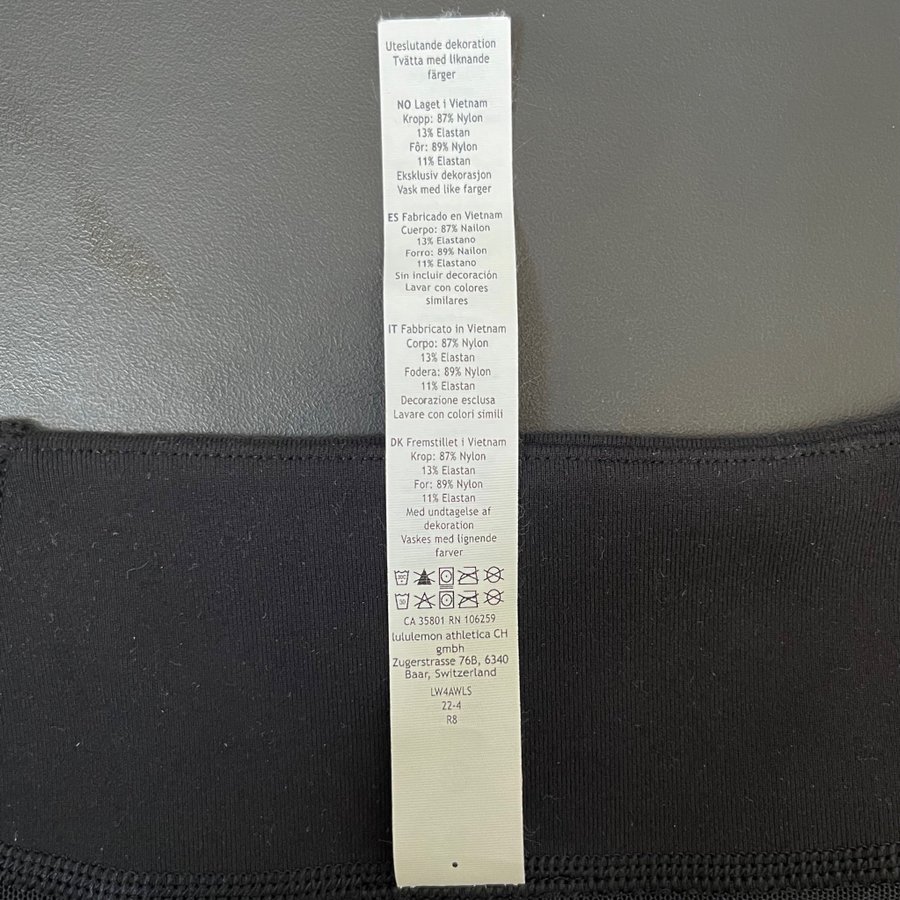 Uteslutande dekoration
Tvätta med liknande
färger
NO Laget i Vietnam
Kropp: 87% Nylon
13% Elastan
Fôr: 89% Nylon
11% Elastan
Eksklusiv dekorasjon
Vask med like farger
ES Fabricado en Vietnam
Cuerpo: 87% Nailon
13% Elastano
Forro: 89% Nailon
11% Elastano
Sin incluir decoración
Lavar con colores
similares
IT Fabbricato in Vietnam
Corpo: 87% Nylon
13% Elastan
Fodera: 89% Nylon
11% Elastan
Decorazione esclusa
Lavare con colori simili
DK Fremstillet i Vietnam
Krop: 87% Nylon
13% Elastan
For: 89% Nylon
11% Elastan
Med undtagelse af
dekoration
Vaskes med lignende
farver
30C
30
CA 35801 RN 106259
lululemon athletica CH
gmbh
Zugerstrasse 76B, 6340
Baar, Switzerland
LW4AWLS
22-4
R8